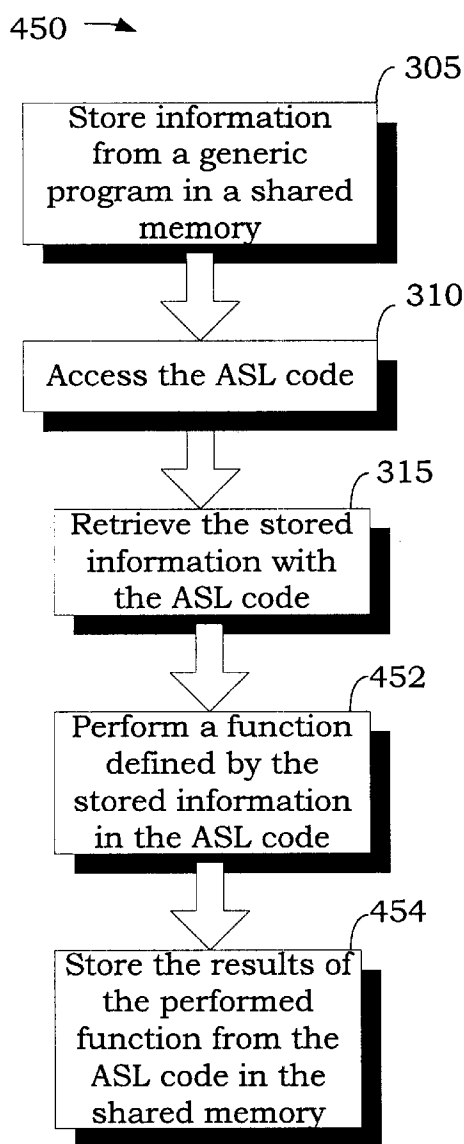 450
305
Store information
from a generic
program in a shared
memory
310
Access the ASL code
315
Retrieve the stored
information with
the ASL code
452
Perform a function
defined by the
stored information
in the ASL code
454
Store the results of
the performed
function from the
ASL code in the
shared memory